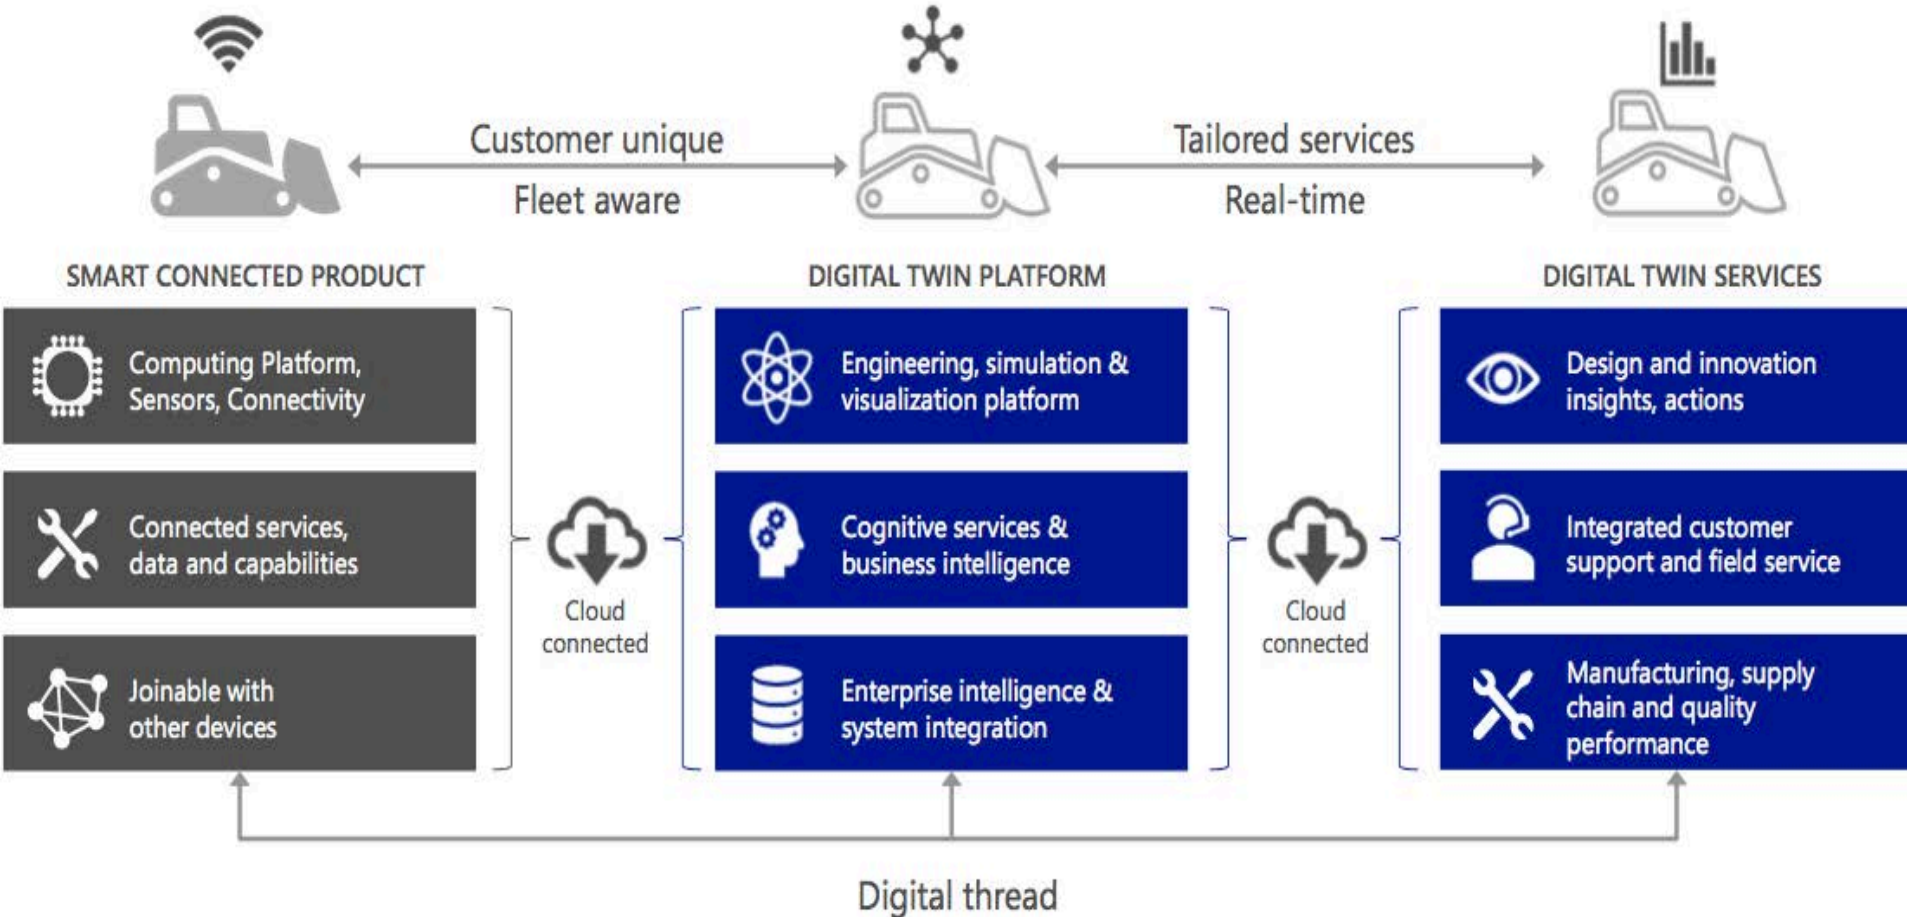 Customer unique
Fleet aware
Tailored services
Real-time
SMART CONNECTED PRODUCT
Computing Platform,
Sensors, Connectivity
Connected services,
data and capabilities
Joinable with
other devices
Cloud
connected
DIGITAL TWIN PLATFORM
Engineering, simulation &
visualization platform
Cognitive services &
business intelligence
Enterprise intelligence &
system integration
Cloud
connected
DIGITAL TWIN SERVICES
Design and innovation
insights, actions
Integrated customer
support and field service
Manufacturing, supply
chain and quality
performance
Digital thread